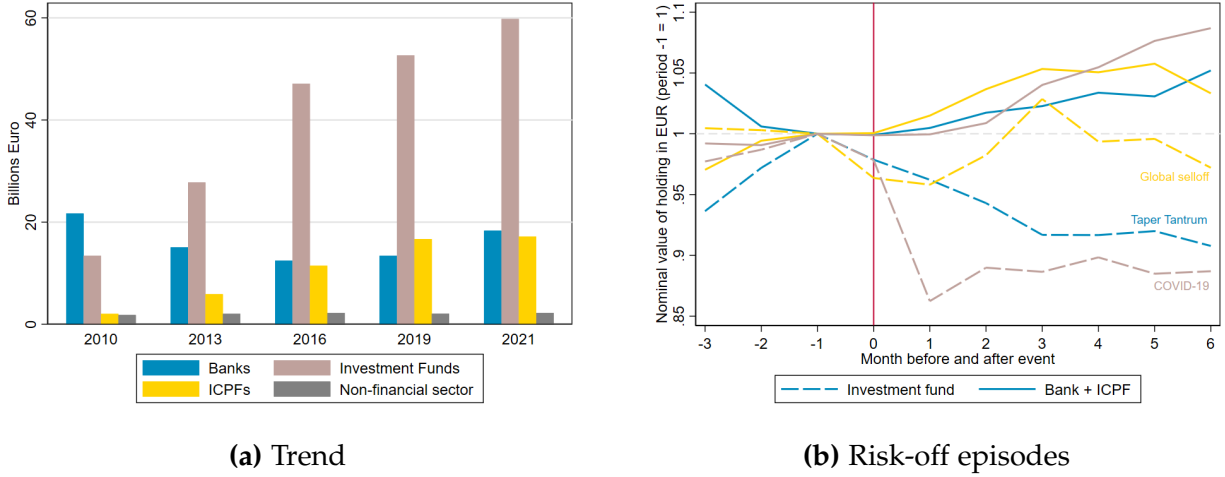 Billions Euro
60
40
20
0
2010 2013 2016 2019 2021
Banks Investment Funds
ICPFs Non-financial sector
(a) Trend
Nominal value of holding in EUR (period -1 = 1)
1.1
1.05
1
.95
.9
.85
Global selloff
Taper Tantrum
COVID-19
-3 -2 -1 0 1 2 3 4 5 6
Month before and after event
Investment fund Bank + ICPF
(b) Risk-off episodes